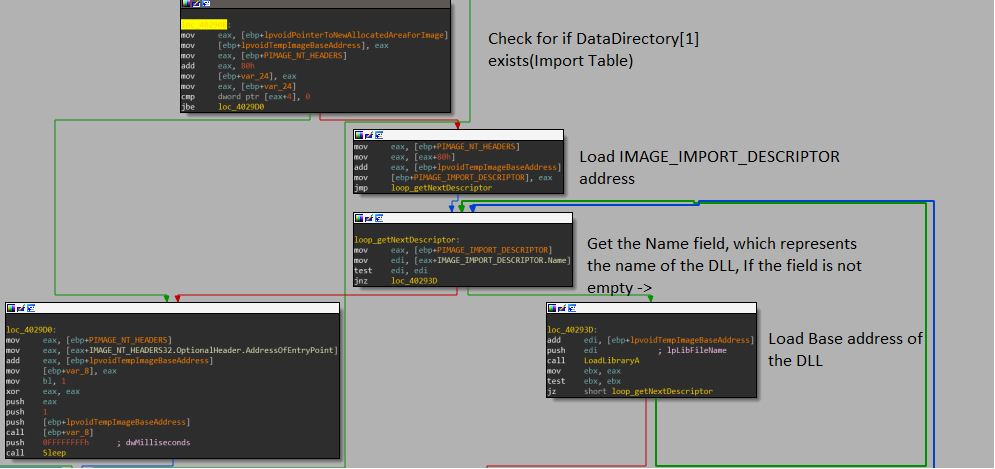 loc_4029D0:
mov eax, [ebp+lpvoidPointerToNewAllocatedAreaForImage]
mov [ebp+lpvoidTempImageBaseAddress], eax
mov eax, [ebp+PIMAGE_NT_HEADERS]
add eax, 80h
mov [ebp+var_24], eax
mov eax, [ebp+var_24]
cmp dword ptr [eax+4], 0
jbe loc_4029D0
Check for if DataDirectory[1]
exists(Import Table)
mov eax, [ebp+PIMAGE_NT_HEADERS]
mov eax, [eax+80h]
add eax, [ebp+lpvoidTempImageBaseAddress]
mov [ebp+PIMAGE_IMPORT_DESCRIPTOR], eax
jmp loop_getNextDescriptor
Load IMAGE_IMPORT_DESCRIPTOR
address
loop_getNextDescriptor:
mov eax, [ebp+PIMAGE_IMPORT_DESCRIPTOR]
mov edi, [eax+IMAGE_IMPORT_DESCRIPTOR.Name]
test edi, edi
jnz loc_40293D
Get the Name field, which represents
the name of the DLL, If the field is not
empty ->
loc_4029D0:
mov eax, [ebp+PIMAGE_NT_HEADERS]
mov eax, [eax+IMAGE_NT_HEADERS32.OptionalHeader.AddressOfEntryPoint]
add eax, [ebp+lpvoidTempImageBaseAddress]
mov [ebp+var_8], eax
mov bl, 1
xor eax, eax
push eax
push 1
push [ebp+lpvoidTempImageBaseAddress]
call [ebp+var_8]
push 0FFFFFFFFh ; dwMilliseconds
call Sleep
loc_40293D:
add edi, [ebp+lpvoidTempImageBaseAddress]
push edi ; lpLibFileName
call LoadLibraryA
mov ebx, eax
test ebx, ebx
jz short loop_getNextDescriptor
Load Base address of
the DLL